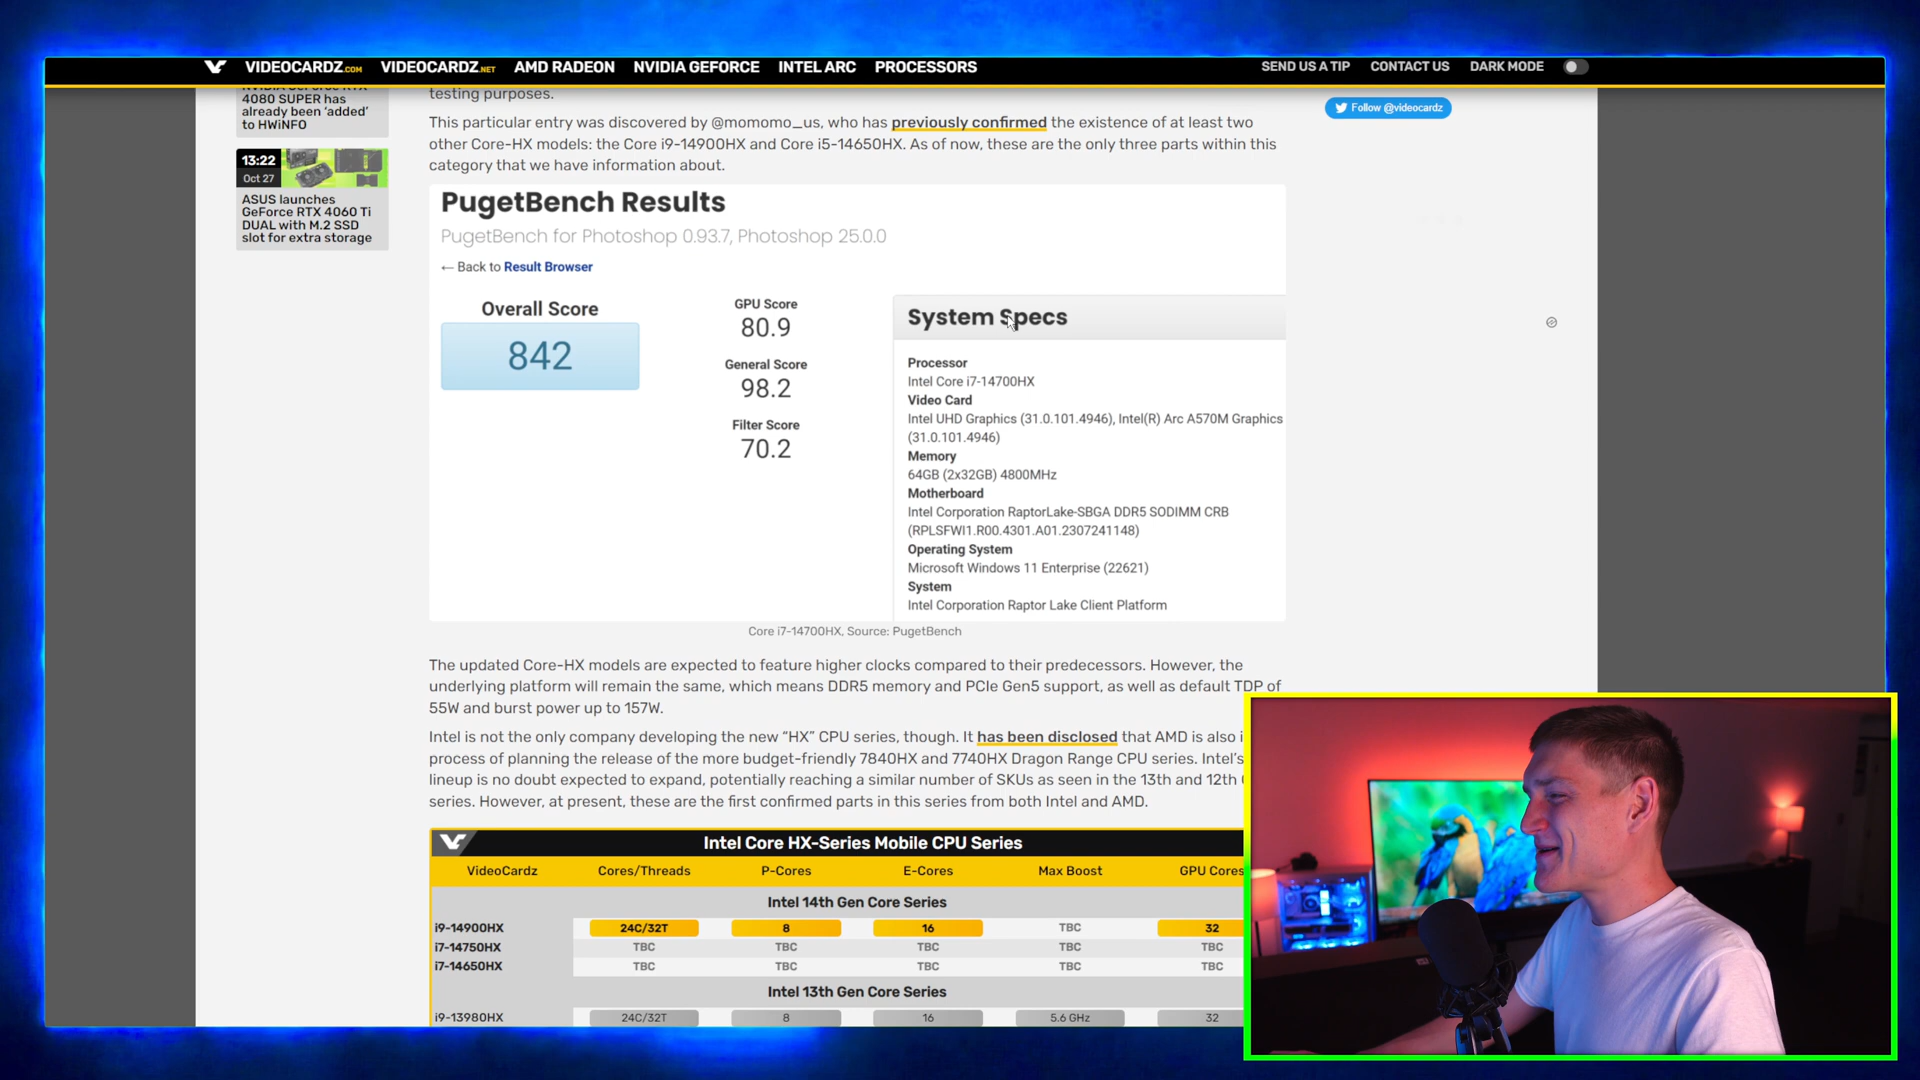 VIDEOCARDZ.COM VIDEOCARDZ.NET AMD RADEON NVIDIA GEFORCE INTEL ARC PROCESSORS SEND US A TIP CONTACT US DARK MODE
NVIDIA GeForce RTX
4080 SUPER has
already been ‘added’
to HWiNFO
13:22
Oct 27
ASUS launches
GeForce RTX 4060 Ti
DUAL with M.2 SSD
slot for extra storage
Follow @videocardz
testing purposes.
This particular entry was discovered by @momomo_us, who has previously confirmed the existence of at least two
other Core-HX models: the Core i9-14900HX and Core i5-14650HX. As of now, these are the only three parts within this
category that we have information about.
PugetBench Results
PugetBench for Photoshop 0.93.7, Photoshop 25.0.0
← Back to Result Browser
Overall Score
842
GPU Score
80.9
General Score
98.2
Filter Score
70.2
System Specs
Processor
Intel Core i7-14700HX
Video Card
Intel UHD Graphics (31.0.101.4946), Intel(R) Arc A570M Graphics
(31.0.101.4946)
Memory
64GB (2x32GB) 4800MHz
Motherboard
Intel Corporation RaptorLake-SBGA DDR5 SODIMM CRB
(RPLSFWI1.R00.4301.A01.2307241148)
Operating System
Microsoft Windows 11 Enterprise (22621)
System
Intel Corporation Raptor Lake Client Platform
Core i7-14700HX, Source: PugetBench
The updated Core-HX models are expected to feature higher clocks compared to their predecessors. However, the
underlying platform will remain the same, which means DDR5 memory and PCIe Gen5 support, as well as default TDP of
55W and burst power up to 157W.
Intel is not the only company developing the new “HX” CPU series, though. It has been disclosed that AMD is also
process of planning the release of the more budget-friendly 7840HX and 7740HX Dragon Range CPU series. Intel’s
lineup is no doubt expected to expand, potentially reaching a similar number of SKUs as seen in the 13th and 12th
series. However, at present, these are the first confirmed parts in this series from both Intel and AMD.
Intel Core HX-Series Mobile CPU Series
VideoCardz Cores/Threads P-Cores E-Cores Max Boost GPU Cores
Intel 14th Gen Core Series
i9-14900HX 24C/32T 8 16 TBC 32
i7-14750HX TBC TBC TBC TBC TBC
i7-14650HX TBC TBC TBC TBC TBC
Intel 13th Gen Core Series
i9-13980HX 24C/32T 8 16 5.6 GHz 32